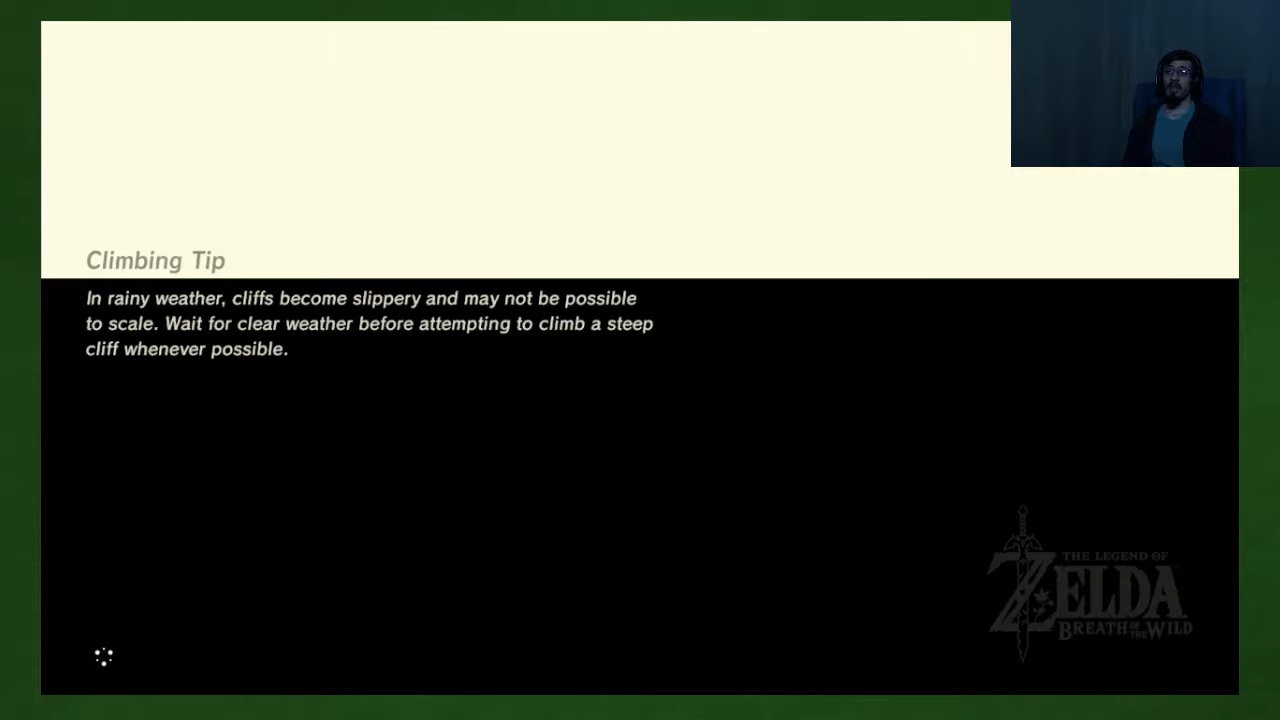 Climbing Tip
In rainy weather, cliffs become slippery and may not be possible
to scale. Wait for clear weather before attempting to climb a steep
cliff whenever possible.
THE LEGEND OF
ZELDA
BREATH OF THE WILD